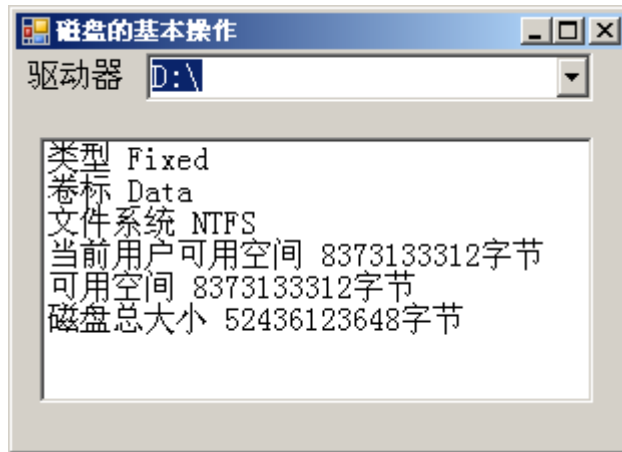 磁盘的基本操作
驱动器 D:\
类型 Fixed
卷标 Data
文件系统 NTFS
当前用户可用空间 8373133312字节
可用空间 8373133312字节
磁盘总大小 52436123648字节